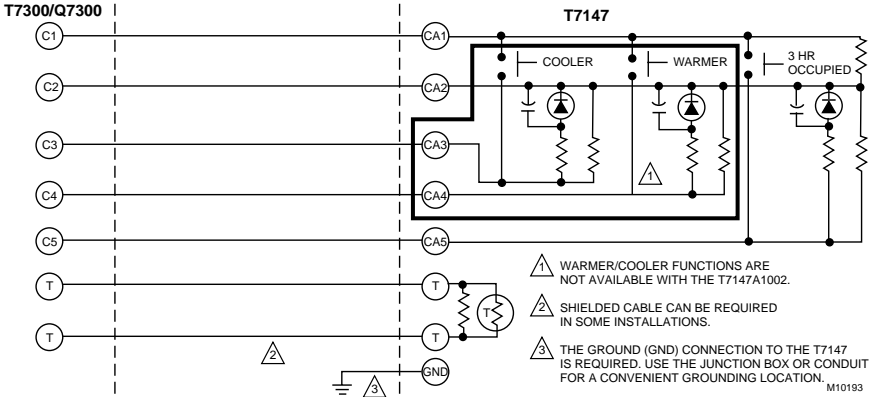 T7300/Q7300
T7147
C1
CA1
COOLER
WARMER
3 HR
OCCUPIED
C2
CA2
C3
CA3
1
C4
CA4
C5
CA5
1 WARMER/COOLER FUNCTIONS ARE
NOT AVAILABLE WITH THE T7147A1002.
T
T
T
2 SHIELDED CABLE CAN BE REQUIRED
IN SOME INSTALLATIONS.
T
T
2
3 THE GROUND (GND) CONNECTION TO THE T7147
IS REQUIRED. USE THE JUNCTION BOX OR CONDUIT
FOR A CONVENIENT GROUNDING LOCATION.
GND
3
M10193